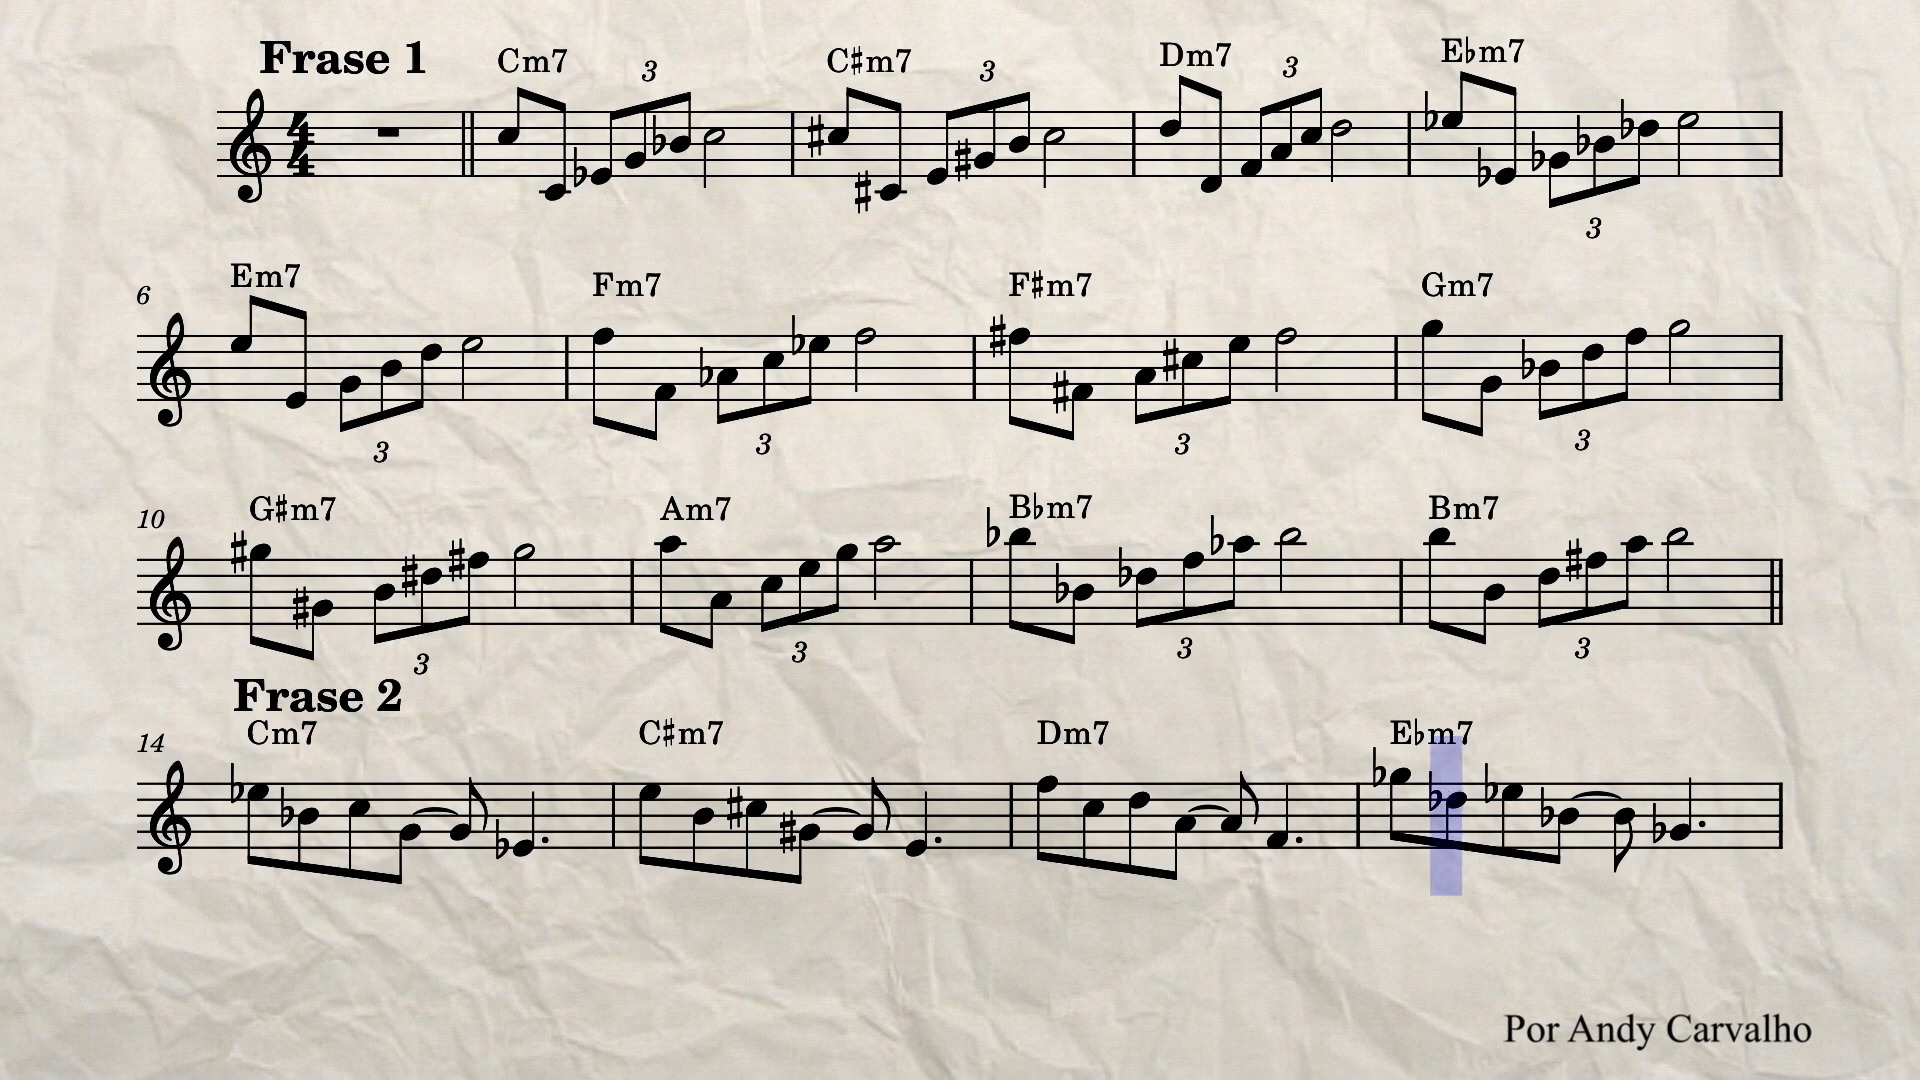 Frase 1
Cm7 C♯m7 Dm7 E♭m7
3 3 3
4
4
3
Em7 Fm7 F♯m7 Gm7
6
3 3 3 3
G♯m7 Am7 B♭m7 Bm7
10
3 3 3 3
Frase 2
Cm7 C♯m7 Dm7 E♭m7
14
Por Andy Carvalho